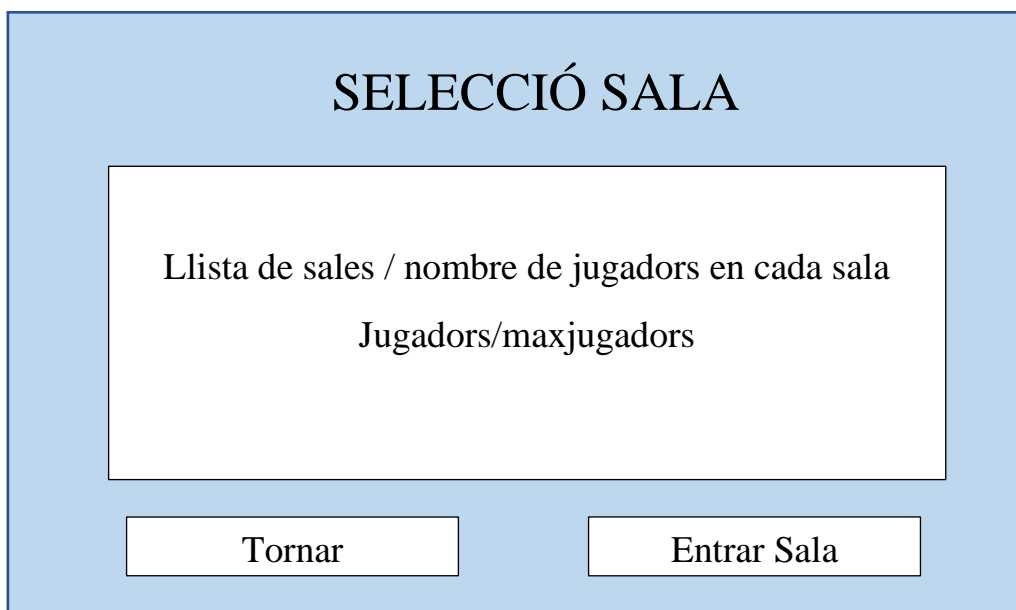 SELECCIÓ SALA
Llista de sales / nombre de jugadors en cada sala
Jugadors/maxjugadors
Tornar
Entrar Sala